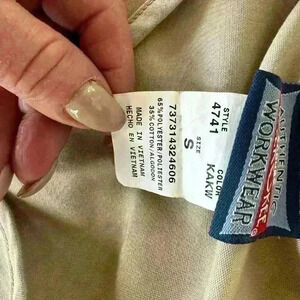 STYLE COLOR
4741 KAKW
SIZE
S
737314324606
65% POLYESTER/POLIESTER
35% COTTON/ALGODON
MADE IN VIETNAM
HECHO EN VIETNAM
WORKWEAR